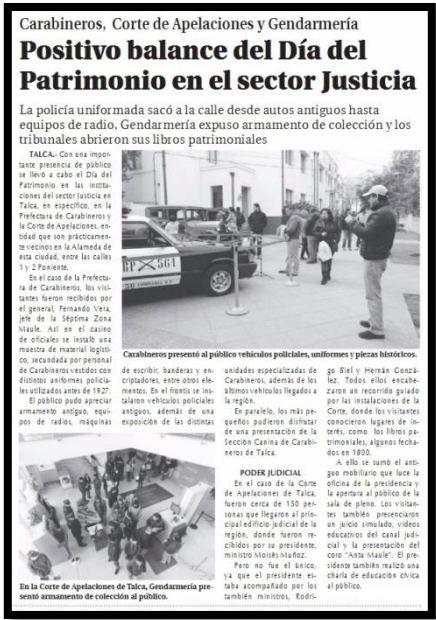 Carabineros, Corte de Apelaciones y Gendarmería
Positivo balance del Día del
Patrimonio en el sector Justicia
La policía uniformada sacó a la calle desde autos antiguos hasta
equipos de radio, Gendarmería expuso armamento de colección y los
tribunales abrieron sus libros patrimoniales
TALCA.- Con una impor-
tante presencia de público
se llevó a cabo el Día del
Patrimonio en las institu-
ciones del sector Justicia en
Talca, en específico, en la
Prefectura de Carabineros y
la Corte de Apelaciones, en-
tidad que son prácticamen-
te vecinos en la Alameda de
esta ciudad, entre las calles
1 y 2 Poniente.
En el caso de la Prefectu-
ra de Carabineros, los visi-
tantes fueron recibidos por
el general, Fernando Vera,
jefe de la Séptima Zona
Maule. Así en el casino
de oficiales se instaló una
muestra de material logísti-
co, secundada por personal
de Carabineros vestidos con
distintos uniformes policia-
les utilizados antes de 1927.
El público pudo apreciar
armamento antiguo, equi-
pos de radios, máquinas
RP 561
Carabineros presentó al público vehículos policiales, uniformes y piezas históricos.
de escribir, banderas y en-
criptadores, entre otros ele-
mentos. En el frontis se ins-
talaron vehículos policiales
antiguos, además de una
exposición de las distintas
unidades especializadas de
Carabineros, además de los
últimos vehículos llegados a
la región.
En paralelo, los más pe-
queños pudieron disfrutar
de una presentación de la
Sección Canina de Carabi-
neros de Talca.
PODER JUDICIAL
En el caso de la Corte
de Apelaciones de Talca,
fueron cerca de 150 per-
sonas que llegaron al prin-
cipal edificio judicial de la
región, donde fueron re-
cibidos por su presidente,
ministro Moisés Muñoz.
Pero no fue el único,
ya que el presidente es-
taba acompañado por los
también ministros, Rodri-
go Biel y Hernán Gonzá-
lez. Todos ellos encabe-
zaron un recorrido guiado
por las instalaciones de la
Corte, donde los visitantes
conocieron lugares de in-
terés, como los libros pa-
trimoniales, algunos fecha-
dos en 1800.
A ello se sumó el anti-
guo mobiliario que luce la
oficina de la presidencia y
la apertura al público de la
sala de pleno. Los visitan-
tes también presenciaron
un juicio simulado, videos
educativos del canal judi-
cial y la presentación del
coro "Antu Maule". El pre-
sidente también realizó una
charla de educación cívica
al público.
En la Corte de Apelaciones de Talca, Gendarmería pre-
sentó armamento de colección al público.